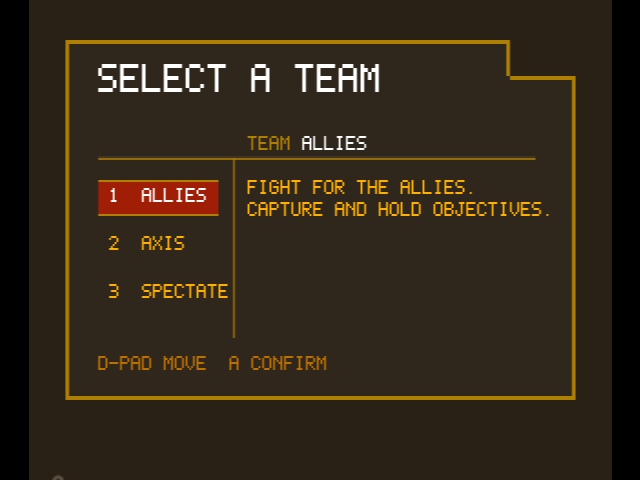 SELECT A TEAM
TEAM ALLIES
1 ALLIES
2 AXIS
3 SPECTATE
FIGHT FOR THE ALLIES.
CAPTURE AND HOLD OBJECTIVES.
D-PAD MOVE A CONFIRM